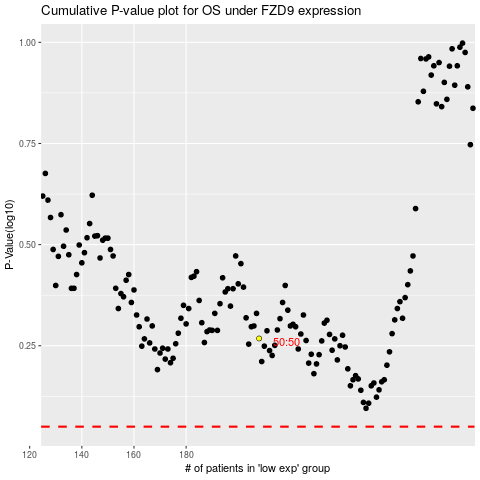 Cumulative P-value plot for OS under FZD9 expression
P-Value(log10)
1.00
0.75
0.50
0.25
50:50
120 140 160 180
# of patients in 'low exp' group